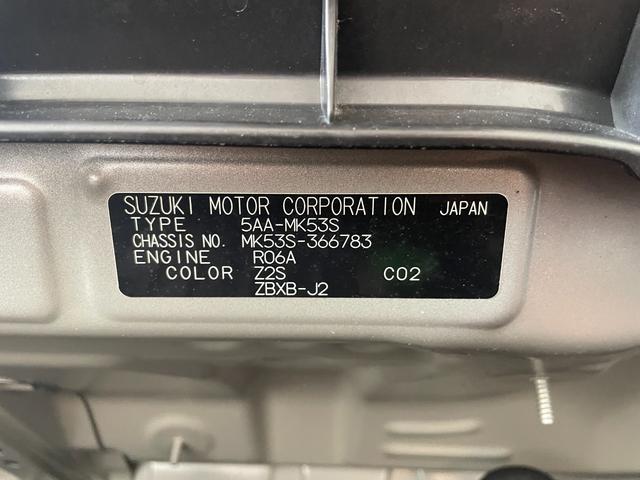 SUZUKI MOTOR CORPORATION JAPAN
TYPE 5AA-MK53S
CHASSIS NO. MK53S-366783
ENGINE R06A
COLOR Z2S C02
ZBXB-J2